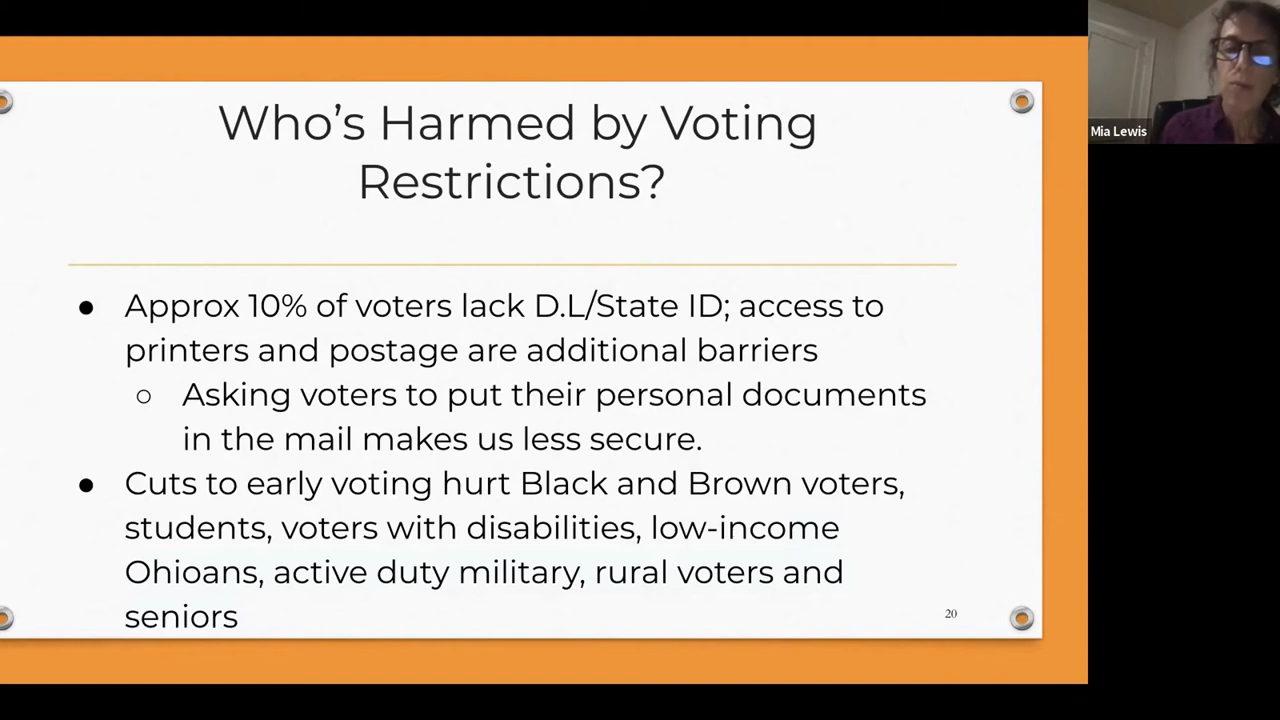 Who's Harmed by Voting
Restrictions?
● Approx 10% of voters lack D.L/State ID; access to
printers and postage are additional barriers
○ Asking voters to put their personal documents
in the mail makes us less secure.
● Cuts to early voting hurt Black and Brown voters,
students, voters with disabilities, low-income
Ohioans, active duty military, rural voters and
seniors
20
Mia Lewis